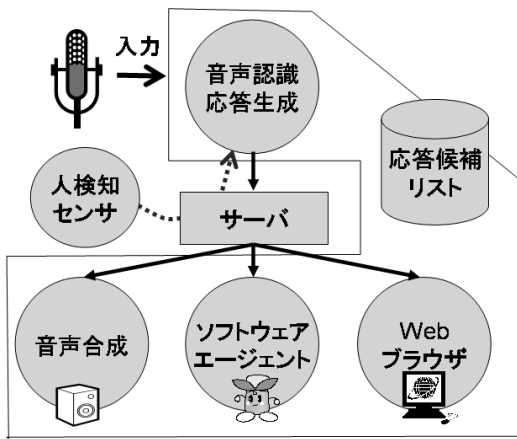 入力
音声認識
応答生成
応答候補
リスト
人検知
センサ
サーバ
音声合成
ソフトウェア
エージェント
Web
ブラウザ